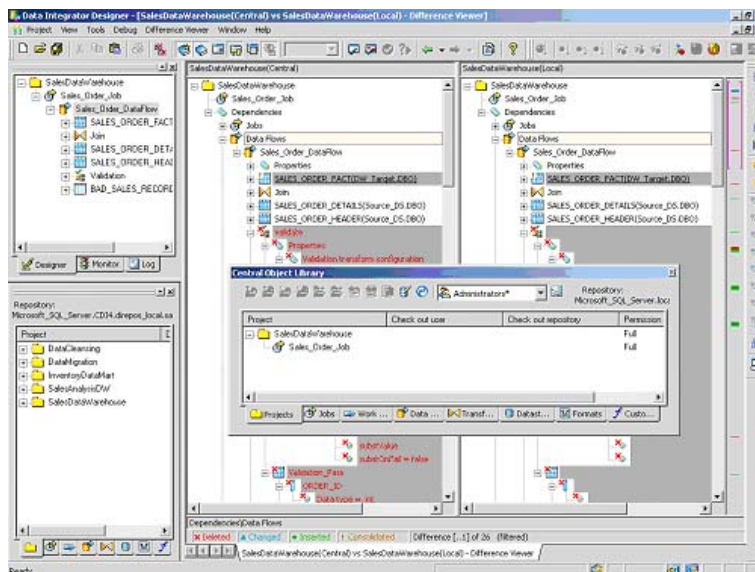 Data Integrator Designer - [SalesDataWarehouse(Central) vs SalesDataWarehouse(Local) - Difference Viewer]
Project View Tools Debug Difference Viewer Window Help
SalesDataWarehouse
Sales_Order_Job
Sales_Order_DataFlow
SALES_ORDER_FACT
Join
SALES_ORDER_DETA
SALES_ORDER_HEAD
Validation
BAD_SALES_RECORD
Designer Monitor Log
Repository:
Microsoft_SQL_Server.CDI4.direpos_local.sa
Project
DataCleansing
DataMigration
InventoryDataMart
SalesAnalysisDW
SalesDataWarehouse
SalesDataWarehouse(Central)
SalesDataWarehouse
Sales_Order_Job
Dependencies
Jobs
Data Flows
Sales_Order_DataFlow
Properties
SALES_ORDER_FACT(DW_Target.DBO)
Join
SALES_ORDER_DETAILS(Source_DS.DBO)
SALES_ORDER_HEADER(Source_DS.DBO)
Validate
Properties
Validation transform configuration
SalesDataWarehouse(Local)
SalesDataWarehouse
Sales_Order_Job
Dependencies
Jobs
Data Flows
Sales_Order_DataFlow
Properties
SALES_ORDER_FACT(DW_Target.DBO)
Join
SALES_ORDER_DETAILS(Source_DS.DBO)
SALES_ORDER_HEADER(Source_DS.DBO)
Central Object Library
Administrators*
Repository:
Microsoft_SQL_Server.loc
Project Check out user Check out repository Permission
SalesDataWarehouse Full
Sales_Order_Job Full
Projects Jobs Work ... Data ... Transf... Datast... Formats Custo...
substValue
substOnFail = false
Validation_Pass
ORDER_ID
Data type = int
Dependencies\Data Flows
Deleted Changed Inserted Consolidated Difference [..1] of 26 (filtered)
SalesDataWarehouse(Central) vs SalesDataWarehouse(Local) - Difference Viewer
Ready